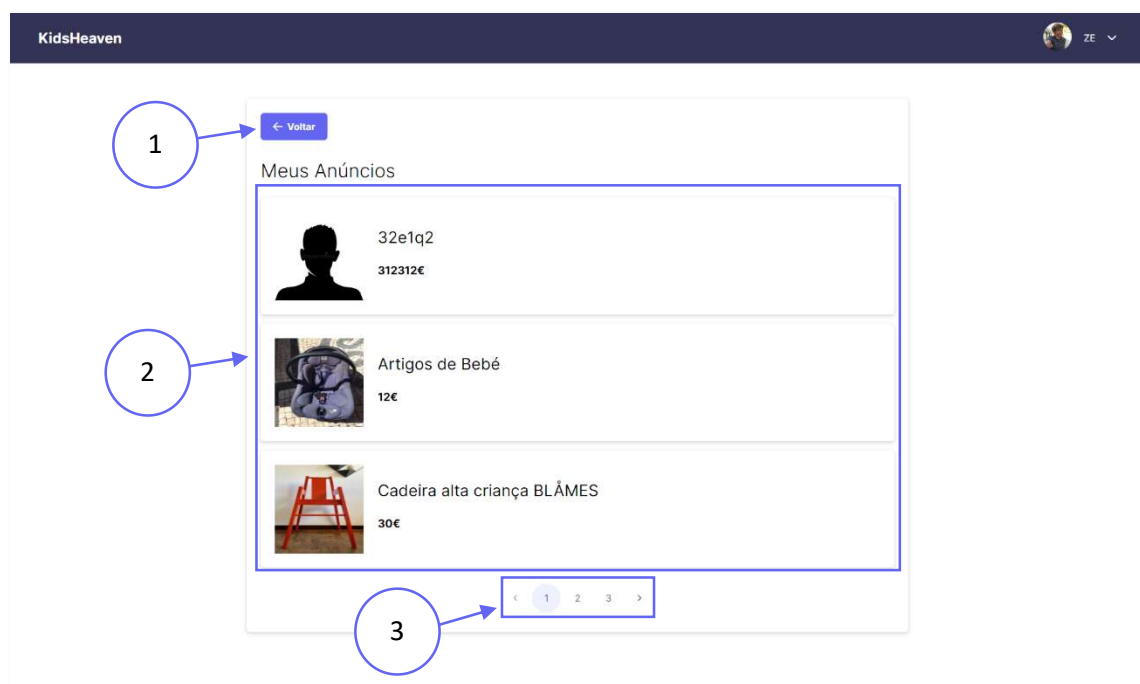 KidsHeaven
ZE
1
← Voltar
Meus Anúncios
32e1q2
312312€
2
Artigos de Bebé
12€
Cadeira alta criança BLÅMES
30€
‹ 1 2 3 ›
3